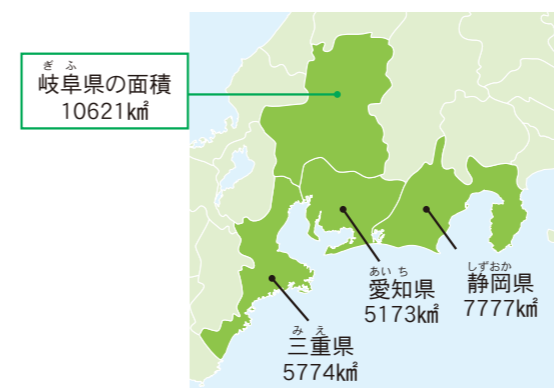 ぎふ
岐阜県の面積
10621㎢
あいち
愛知県
5173㎢
しずおか
静岡県
7777㎢
みえ
三重県
5774㎢